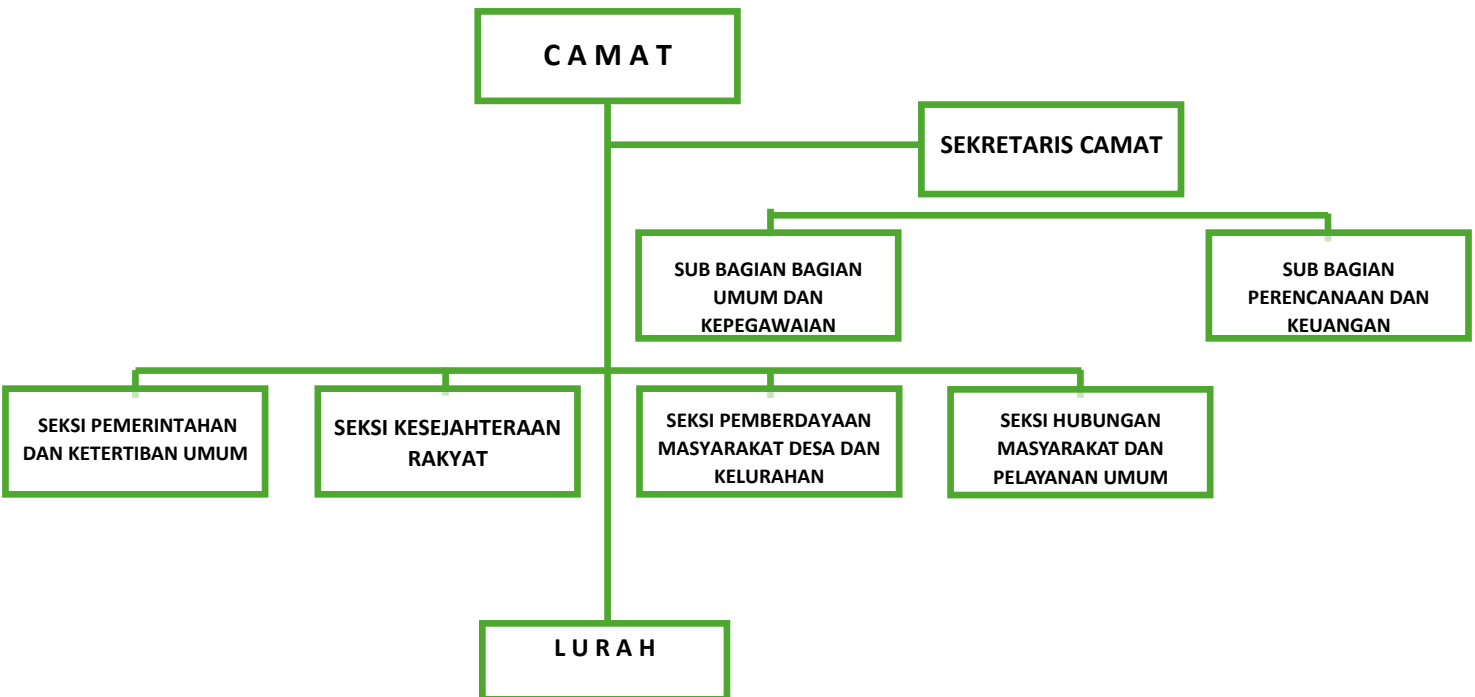 C A M A T
SEKRETARIS CAMAT
SUB BAGIAN BAGIAN
UMUM DAN
KEPEGAWAIAN
SUB BAGIAN
PERENCANAAN DAN
KEUANGAN
SEKSI PEMERINTAHAN
DAN KETERTIBAN UMUM
SEKSI KESEJAHTERAAN
RAKYAT
SEKSI PEMBERDAYAAN
MASYARAKAT DESA DAN
KELURAHAN
SEKSI HUBUNGAN
MASYARAKAT DAN
PELAYANAN UMUM
L U R A H